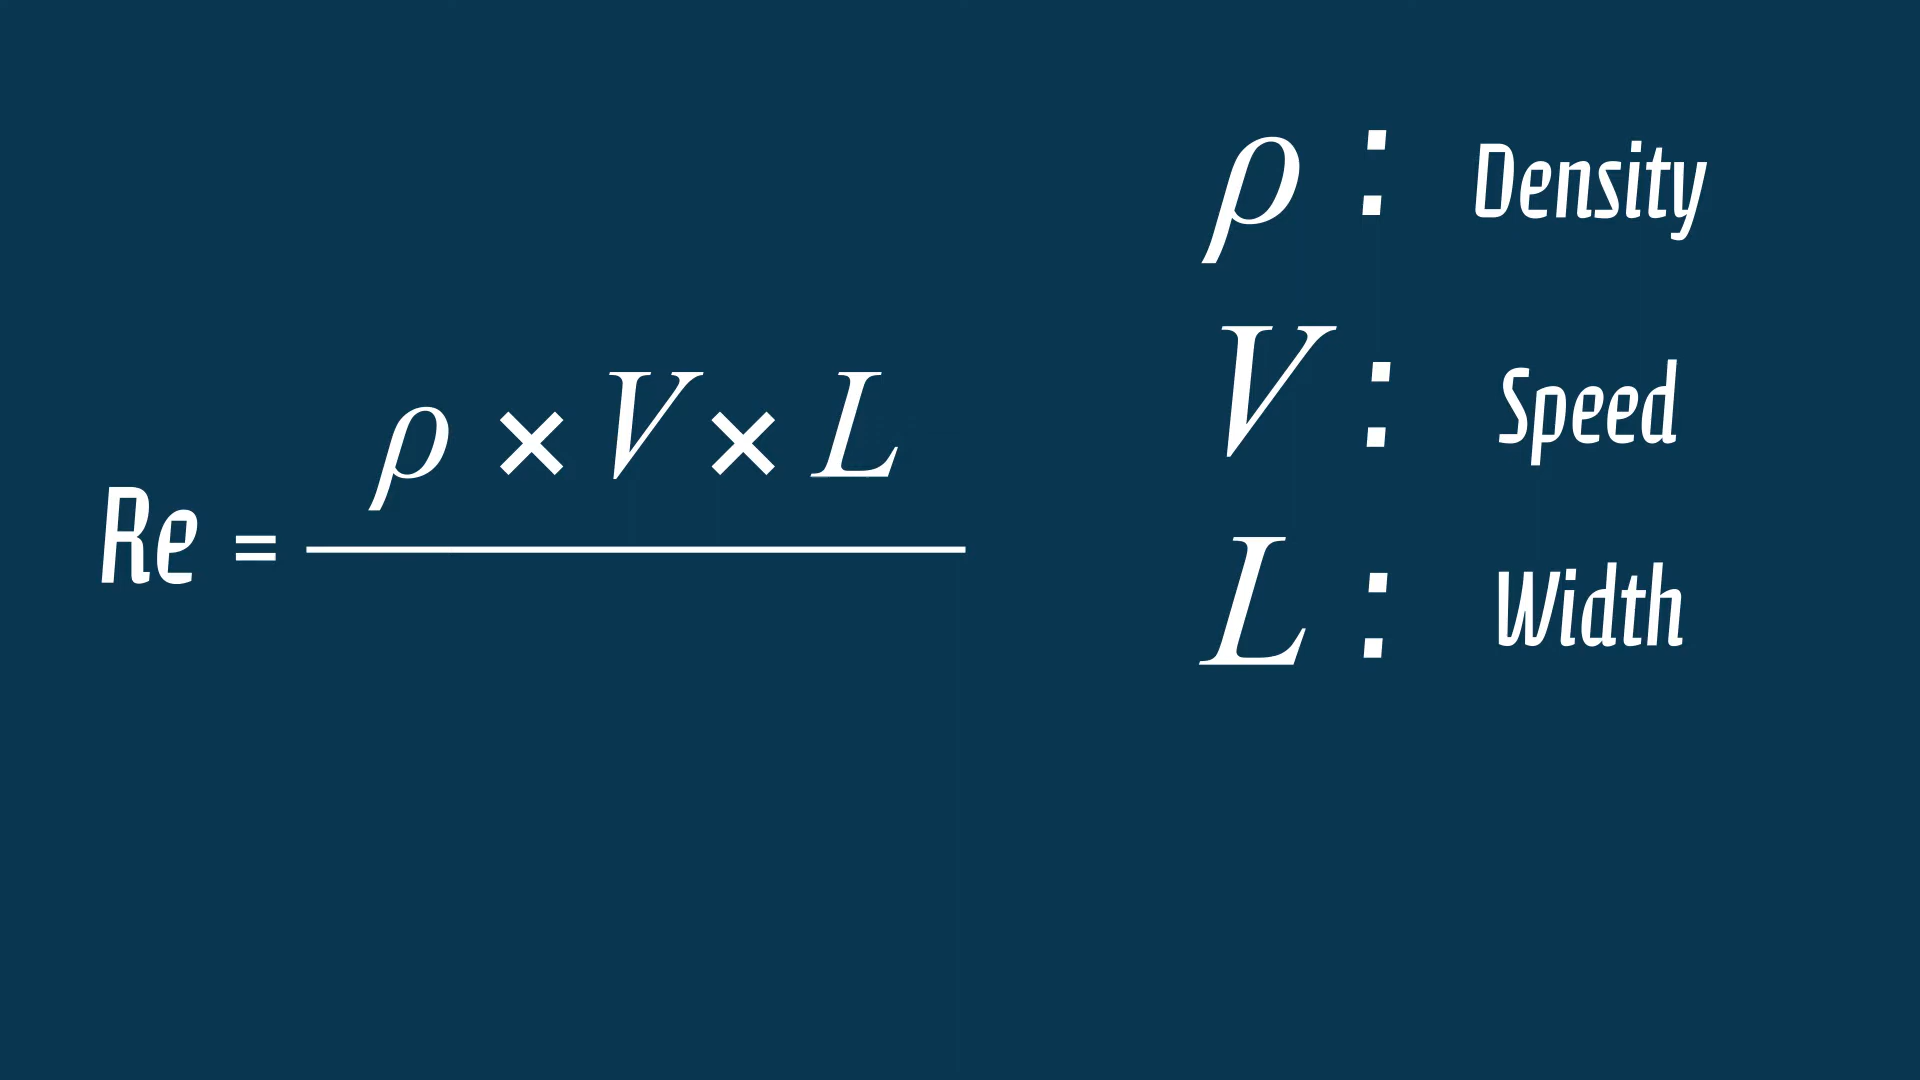 Re = ρ × V × L
ρ : Density
V : Speed
L : Width